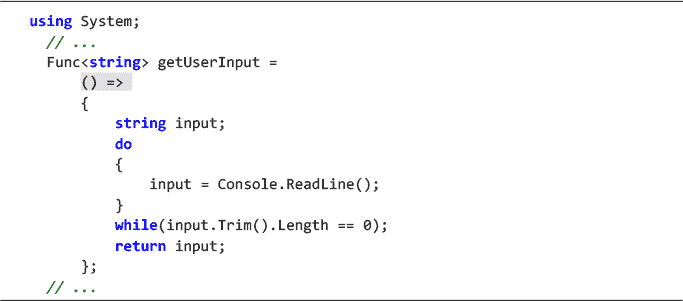 using System;
// ...
Func<string> getUserInput =
() =>
{
string input;
do
{
input = Console.ReadLine();
}
while(input.Trim().Length == 0);
return input;
};
// ...